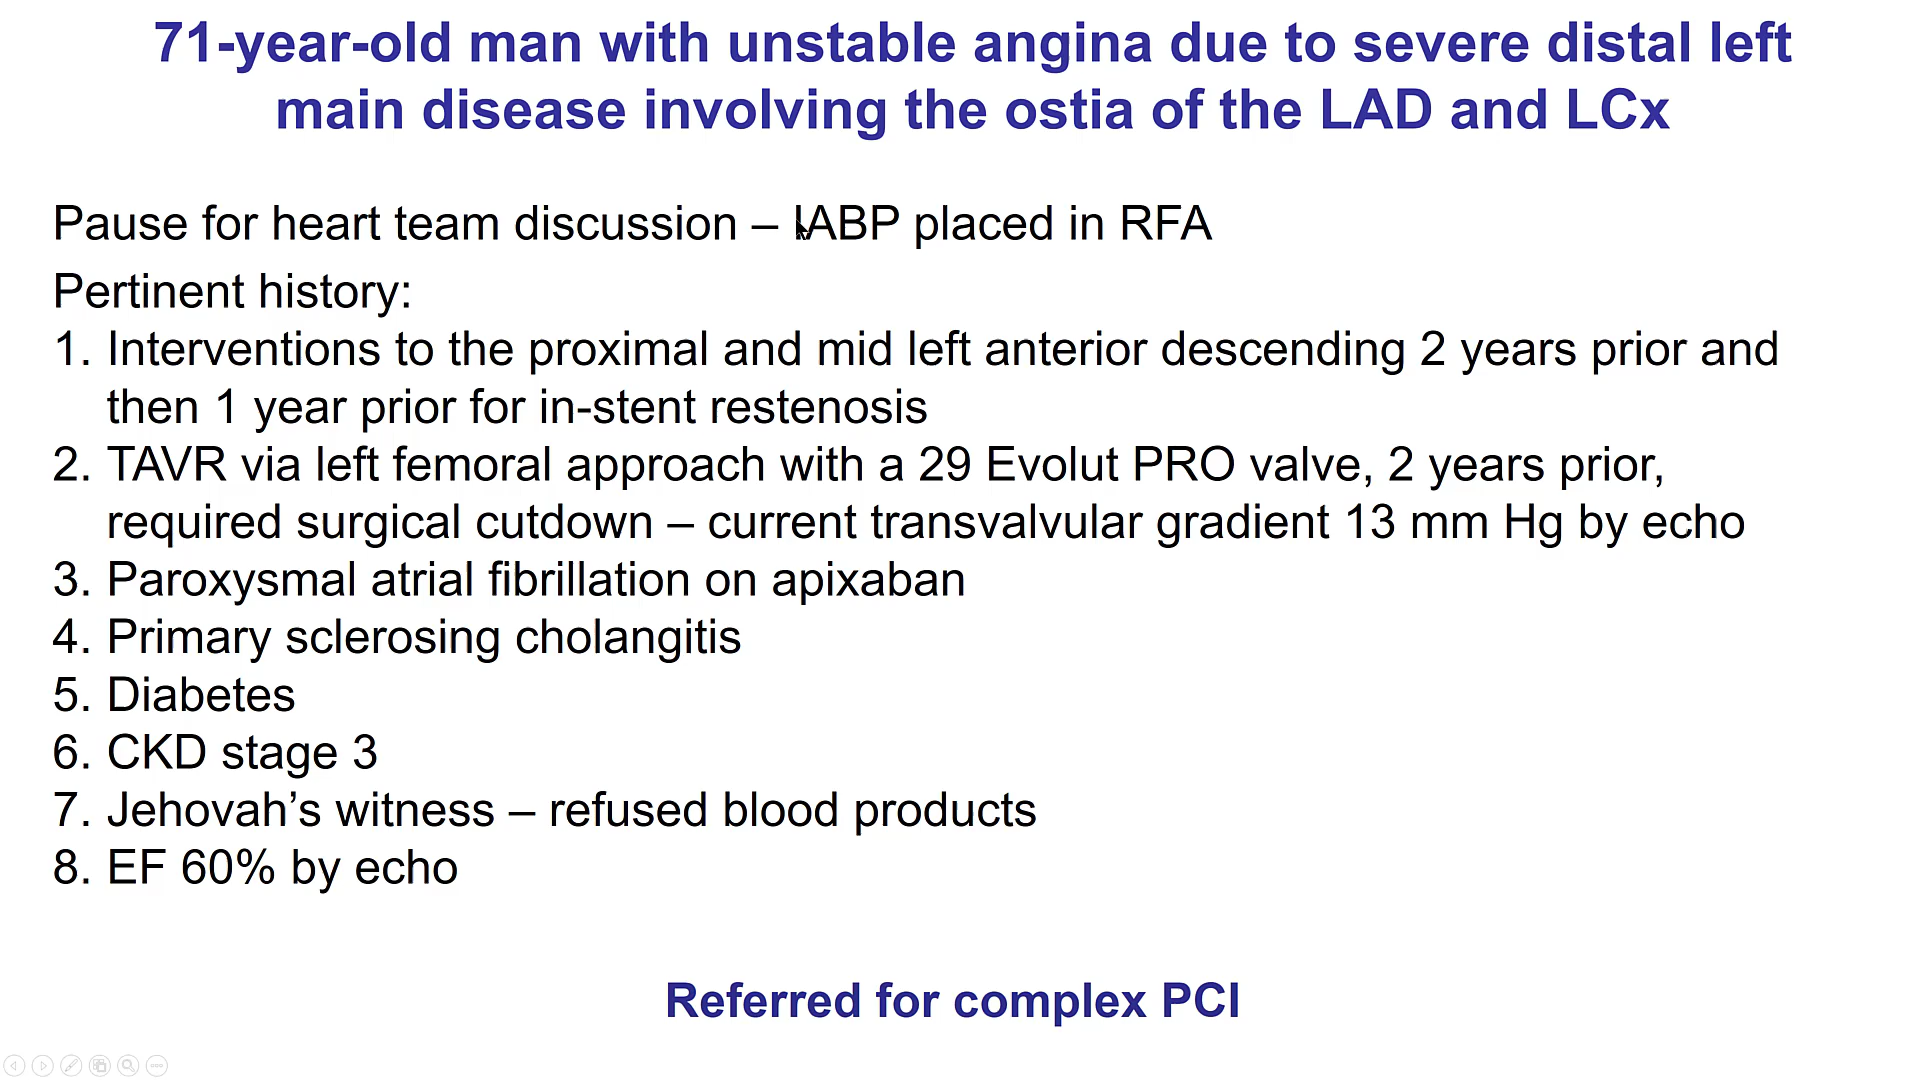 71-year-old man with unstable angina due to severe distal left
main disease involving the ostia of the LAD and LCx
Pause for heart team discussion – IABP placed in RFA
Pertinent history:
1. Interventions to the proximal and mid left anterior descending 2 years prior and
then 1 year prior for in-stent restenosis
2. TAVR via left femoral approach with a 29 Evolut PRO valve, 2 years prior,
required surgical cutdown – current transvalvular gradient 13 mm Hg by echo
3. Paroxysmal atrial fibrillation on apixaban
4. Primary sclerosing cholangitis
5. Diabetes
6. CKD stage 3
7. Jehovah’s witness – refused blood products
8. EF 60% by echo
Referred for complex PCI